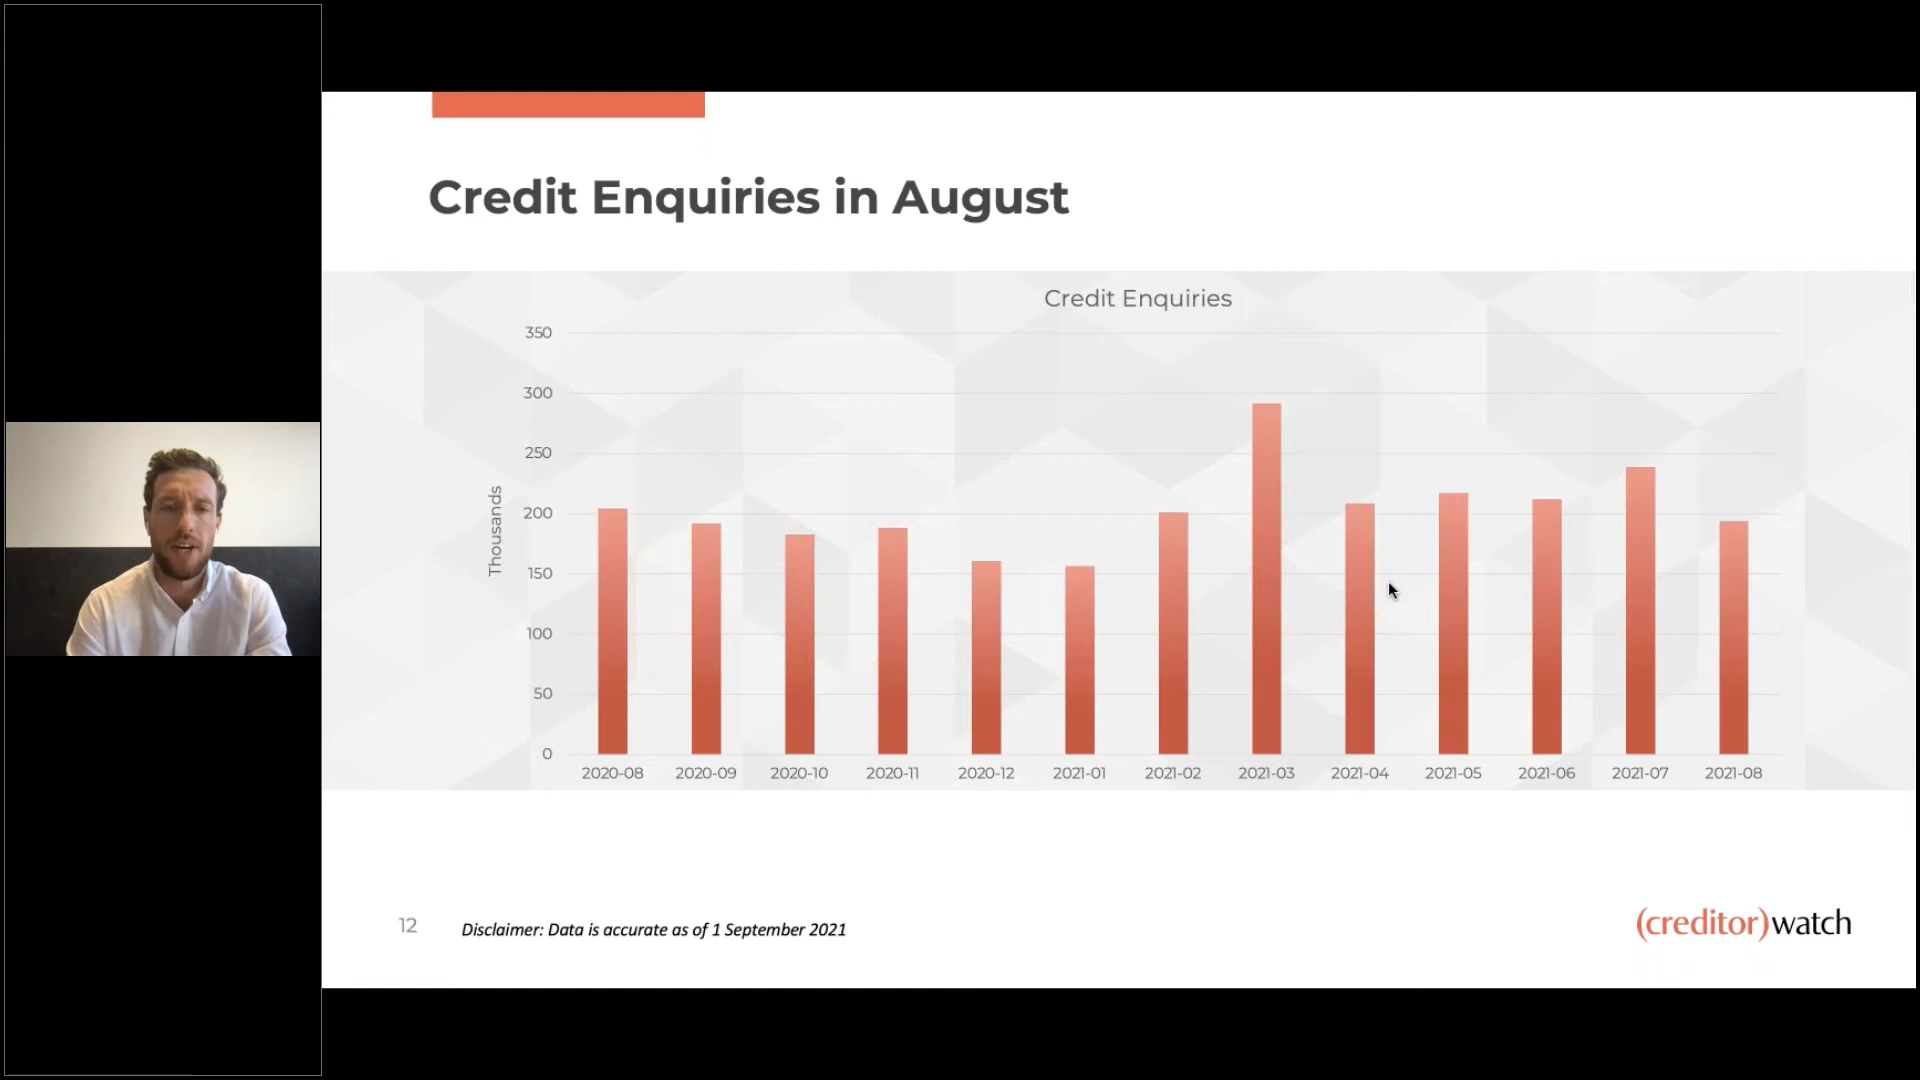 Credit Enquiries in August
Credit Enquiries
350
300
250
200
150
100
50
0
Thousands
2020-08 2020-09 2020-10 2020-11 2020-12 2021-01 2021-02 2021-03 2021-04 2021-05 2021-06 2021-07 2021-08
12
Disclaimer: Data is accurate as of 1 September 2021
(creditor)watch